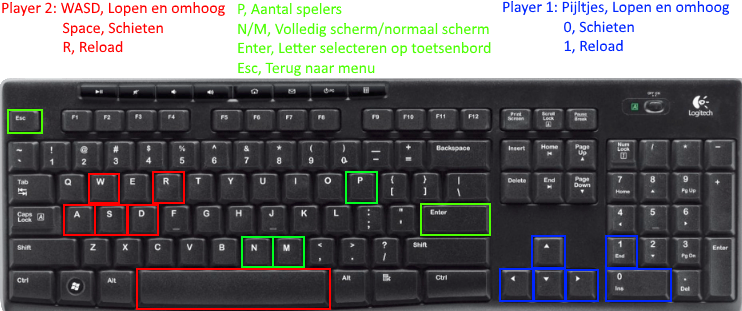 Player 2: WASD, Lopen en omhoog
Space, Schieten
R, Reload
P, Aantal spelers
N/M, Volledig scherm/normaal scherm
Enter, Letter selecteren op toetsenbord
Esc, Terug naar menu
Player 1: Pijltjes, Lopen en omhoog
0, Schieten
1, Reload
Logitech
Esc F1 F2 F3 F4 F5 F6 F7 F8 F9 F10 F11 F12 Print Screen Scroll Lock Pause Break
~ ! @ # $ % ^ & * ( ) — + Backspace Insert Home Page Up Num Lock / * -
1 2 3 4 5 6 7 8 9 0 - =
Tab Q W E R T Y U I O P { } | Delete End Page Down 7 8 9 +
[ ] \ Home Pg Up
Caps Lock A A S D F G H J K L : " Enter 4 5 6
; '
Shift Z X C V B N M < > ? Shift 1 2 3 Enter
, . / End Pg Dn
Ctrl Alt Alt Ctrl 0 .
Ins Del